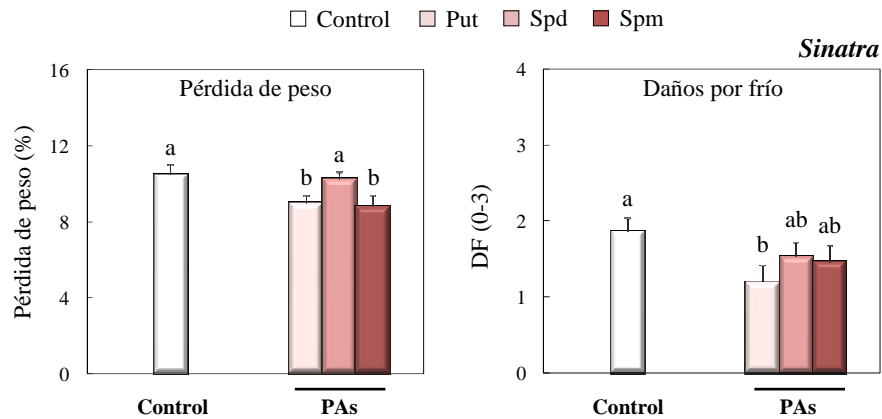 Control Put Spd Spm
Sinatra
Pérdida de peso
Pérdida de peso (%)
16
12
8
4
0
a
b
a
b
Control
PAs
Daños por frío
DF (0-3)
4
3
2
1
0
a
b
ab
ab
Control
PAs